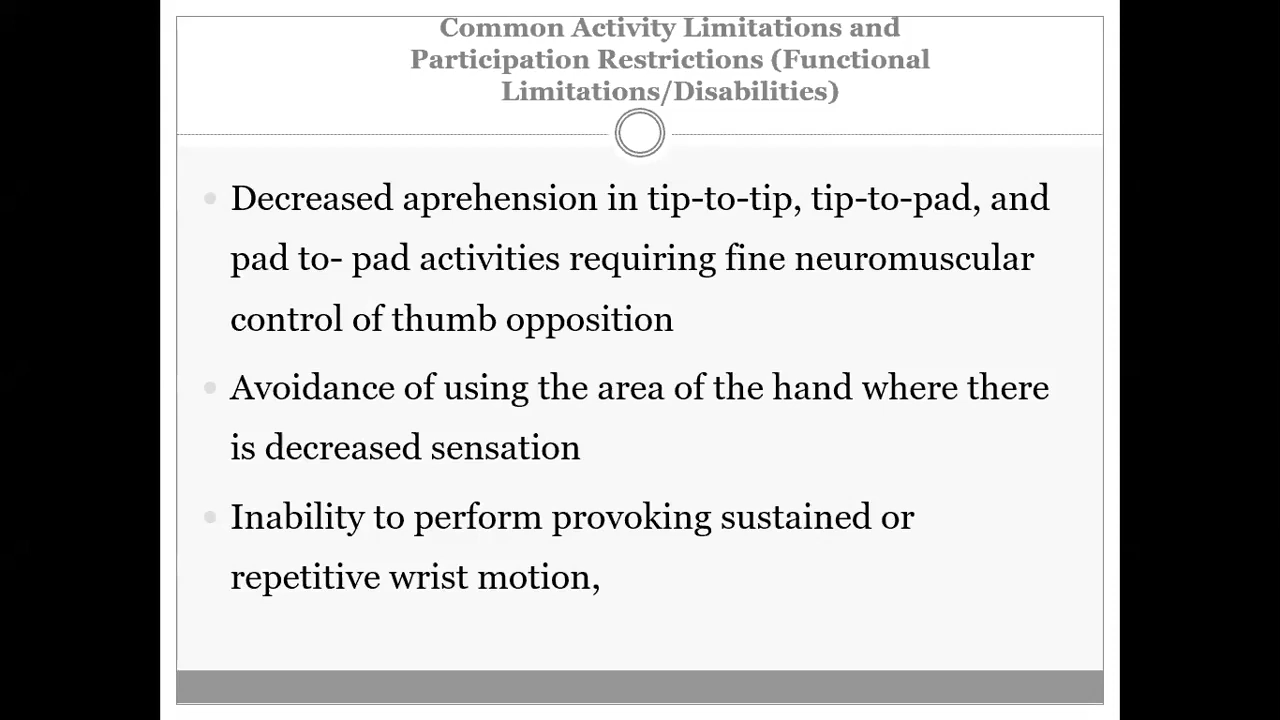 Common Activity Limitations and
Participation Restrictions (Functional
Limitations/Disabilities)
Decreased aprehension in tip-to-tip, tip-to-pad, and
pad to- pad activities requiring fine neuromuscular
control of thumb opposition
Avoidance of using the area of the hand where there
is decreased sensation
Inability to perform provoking sustained or
repetitive wrist motion,